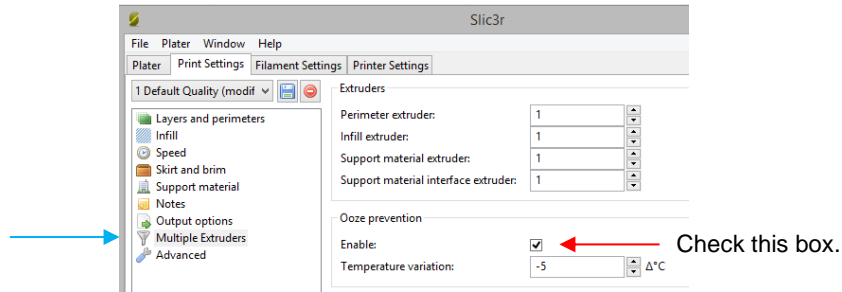 Slic3r
File Plater Window Help
Plater Print Settings Filament Settings Printer Settings
1 Default Quality (modif
Layers and perimeters
Infill
Speed
Skirt and brim
Support material
Notes
Output options
Multiple Extruders
Advanced
Extruders
Perimeter extruder: 1
Infill extruder: 1
Support material extruder: 1
Support material interface extruder: 1
Ooze prevention
Enable:
Temperature variation: -5 Δ°C
Check this box.